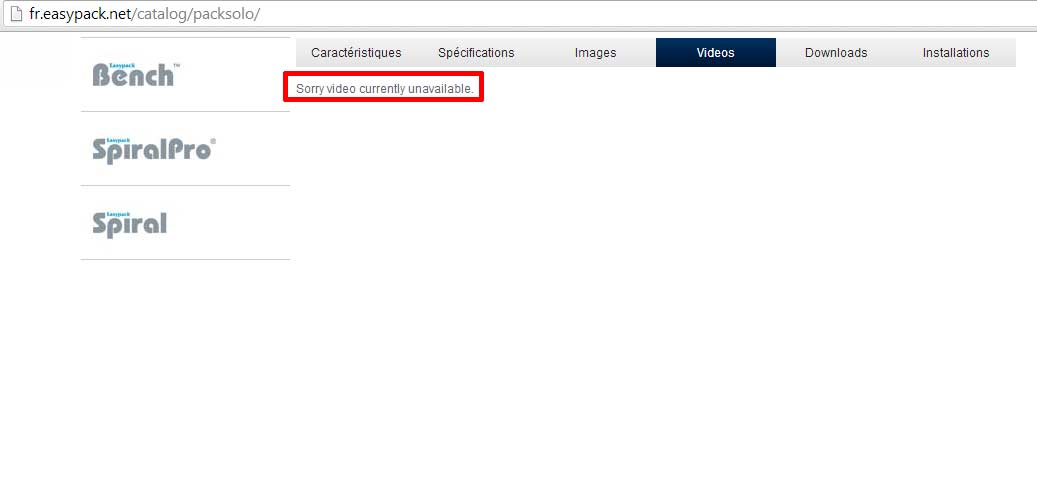 fr.easypack.net/catalog/packsolo/
Caractéristiques Spécifications Images Videos Downloads Installations
Sorry video currently unavailable.
Easypack
Bench™
Easypack
SpiralPro®
Easypack
Spiral